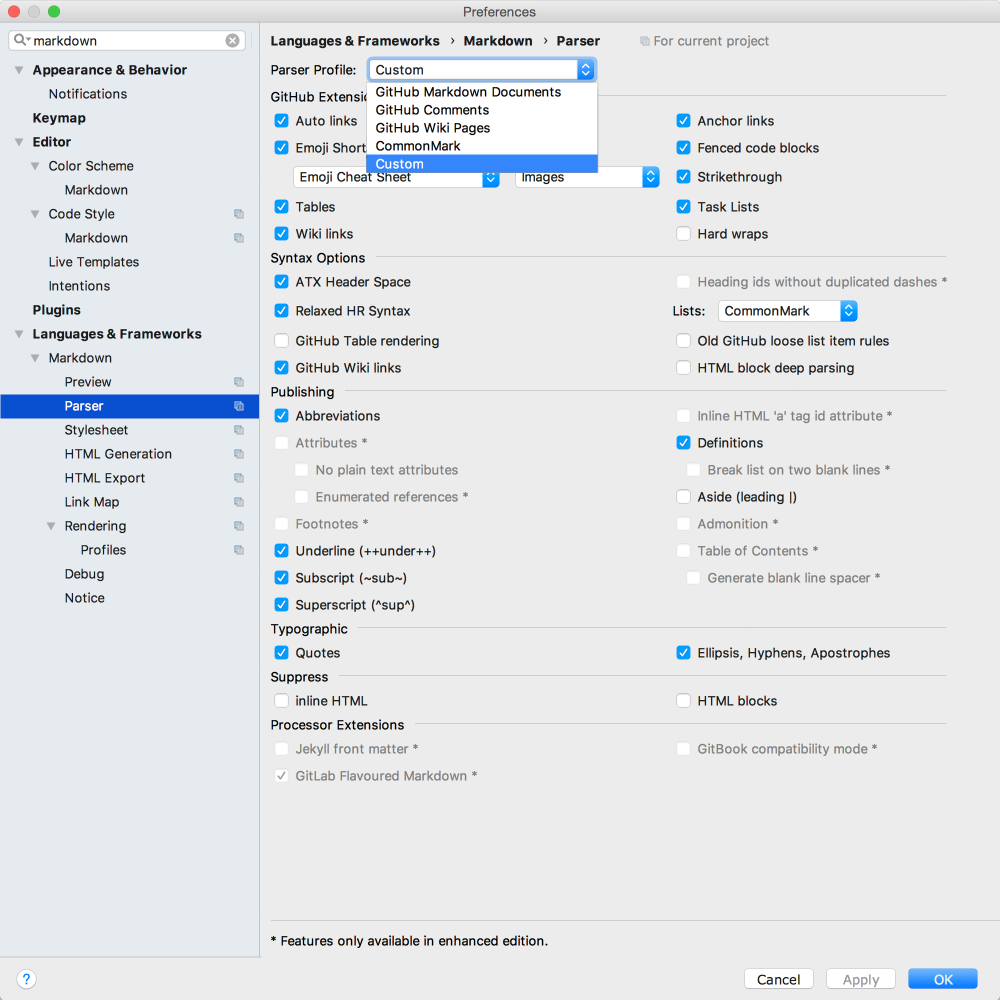 Preferences
markdown
Appearance & Behavior
Notifications
Keymap
Editor
Color Scheme
Markdown
Code Style
Markdown
Live Templates
Intentions
Plugins
Languages & Frameworks
Markdown
Preview
Parser
Stylesheet
HTML Generation
HTML Export
Link Map
Rendering
Profiles
Debug
Notice
?
Languages & Frameworks › Markdown › Parser For current project
Parser Profile: Custom
GitHub Markdown Documents
GitHub Comments
GitHub Wiki Pages
CommonMark
Custom
GitHub
Auto links Anchor links
Emoji Fenced code blocks
Emoji Cheat Sheet Images Strikethrough
Tables Task Lists
Wiki links Hard wraps
Syntax Options
ATX Header Space Heading ids without duplicated dashes *
Relaxed HR Syntax Lists: CommonMark
GitHub Table rendering Old GitHub loose list item rules
GitHub Wiki links HTML block deep parsing
Publishing
Abbreviations Inline HTML 'a' tag id attribute *
Attributes * Definitions
No plain text attributes Break list on two blank lines *
Enumerated references * Aside (leading |)
Footnotes * Admonition *
Underline (++under++) Table of Contents *
Subscript (~sub~) Generate blank line spacer *
Superscript (^sup^)
Typographic
Quotes Ellipsis, Hyphens, Apostrophes
Suppress
inline HTML HTML blocks
Processor Extensions
Jekyll front matter * GitBook compatibility mode *
GitLab Flavoured Markdown *
* Features only available in enhanced edition.
Cancel Apply OK